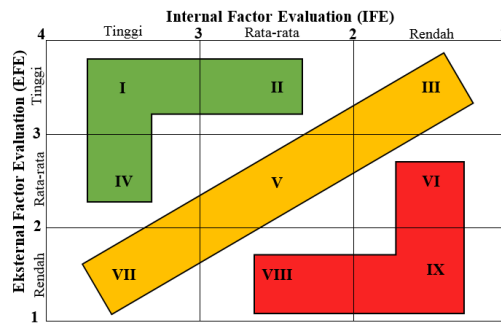 Internal Factor Evaluation (IFE)
4 Tinggi 3 Rata-rata 2 Rendah
Eksternal Factor Evaluation (EFE)
Tinggi
I II III
3
Rata-rata
IV V VI
2
Rendah
VII VIII IX
1